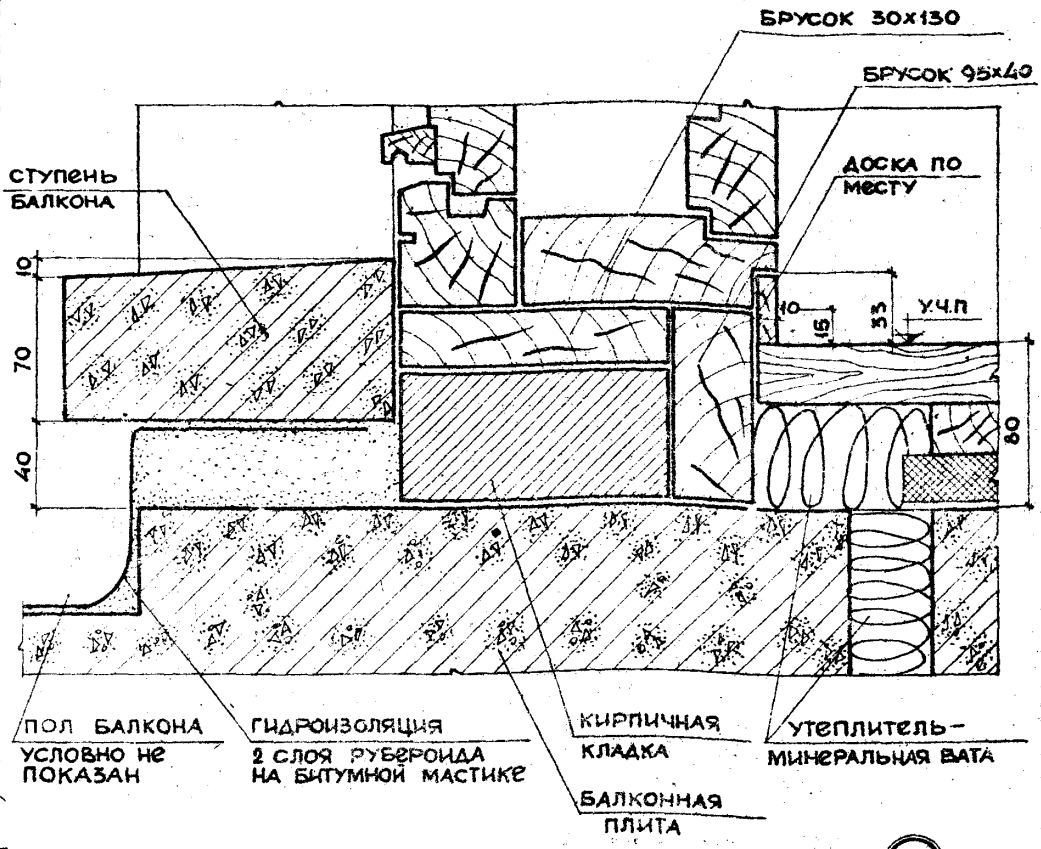 БРУСОК 30х130
БРУСОК 95х40
СТУПЕНЬ
БАЛКОНА
ДОСКА ПО
МЕСТУ
10
70
40
10
15
33
У.Ч.П
80
ПОЛ БАЛКОНА
УСЛОВНО НЕ
ПОКАЗАН
ГИДРОИЗОЛЯЦИЯ
2 СЛОЯ РУБЕРОИДА
НА БИТУМНОЙ МАСТИКЕ
КИРПИЧНАЯ
КЛАДКА
УТЕПЛИТЕЛЬ-
МИНЕРАЛЬНАЯ ВАТА
БАЛКОННАЯ
ПЛИТА